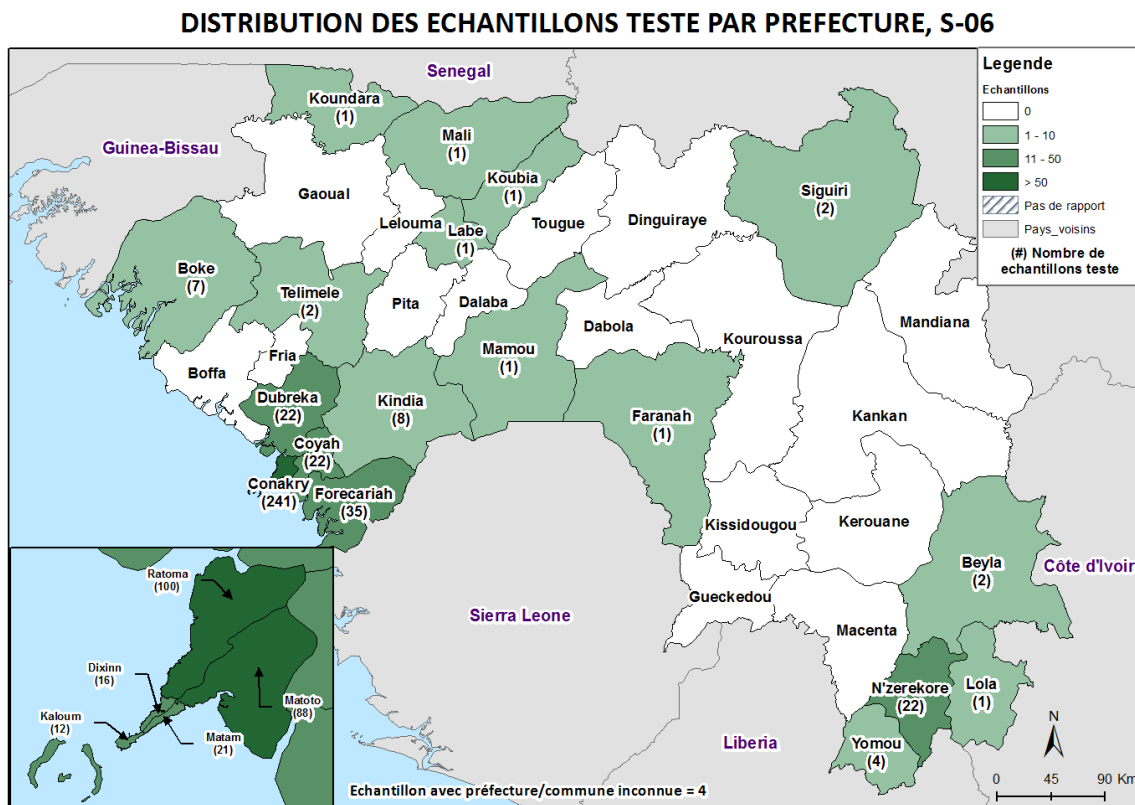 DISTRIBUTION DES ECHANTILLONS TESTE PAR PREFECTURE, S-06
Legende
Echantillons
0
1 - 10
11 - 50
> 50
Pas de rapport
Pays_voisins
(#) Nombre de
echantillons teste
Senegal
Guinea-Bissau
Koundara
(1)
Mali
(1)
Koubia
(1)
Gaoual
Lelouma
Labe
(1)
Tougue
Dinguiraye
Siguiri
(2)
Boke
(7)
Telimele
(2)
Pita
Dalaba
Dabola
Kouroussa
Mandiana
Fria
Boffa
Mamou
(1)
Dubreka
(22)
Kindia
(8)
Faranah
(1)
Kankan
Coyah
(22)
Conakry
(241)
Forecariah
(35)
Kissidougou
Kerouane
Beyla
(2)
Côte d'Ivoir
Gueckedou
Sierra Leone
Macenta
N'zerekore
(22)
Lola
(1)
Yomou
(4)
Liberia
Ratoma
(100)
Dixinn
(16)
Kaloum
(12)
Matoto
(88)
Matam
(21)
Echantillon avec préfecture/commune inconnue = 4
N
0 45 90 Km